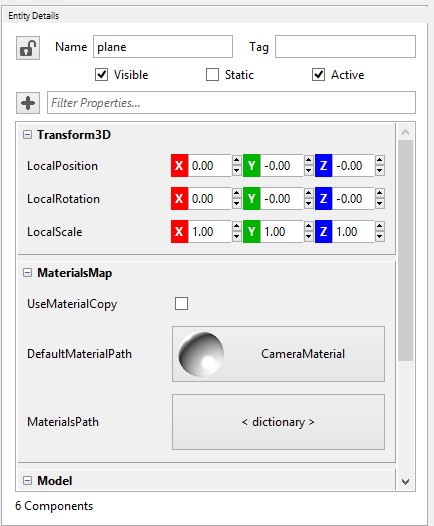 Entity Details
Name plane Tag
Visible Static Active
Filter Properties...
Transform3D
LocalPosition X 0.00 Y -0.00 Z -0.00
LocalRotation X 0.00 Y -0.00 Z -0.00
LocalScale X 1.00 Y 1.00 Z 1.00
MaterialsMap
UseMaterialCopy
DefaultMaterialPath CameraMaterial
MaterialsPath < dictionary >
Model
6 Components